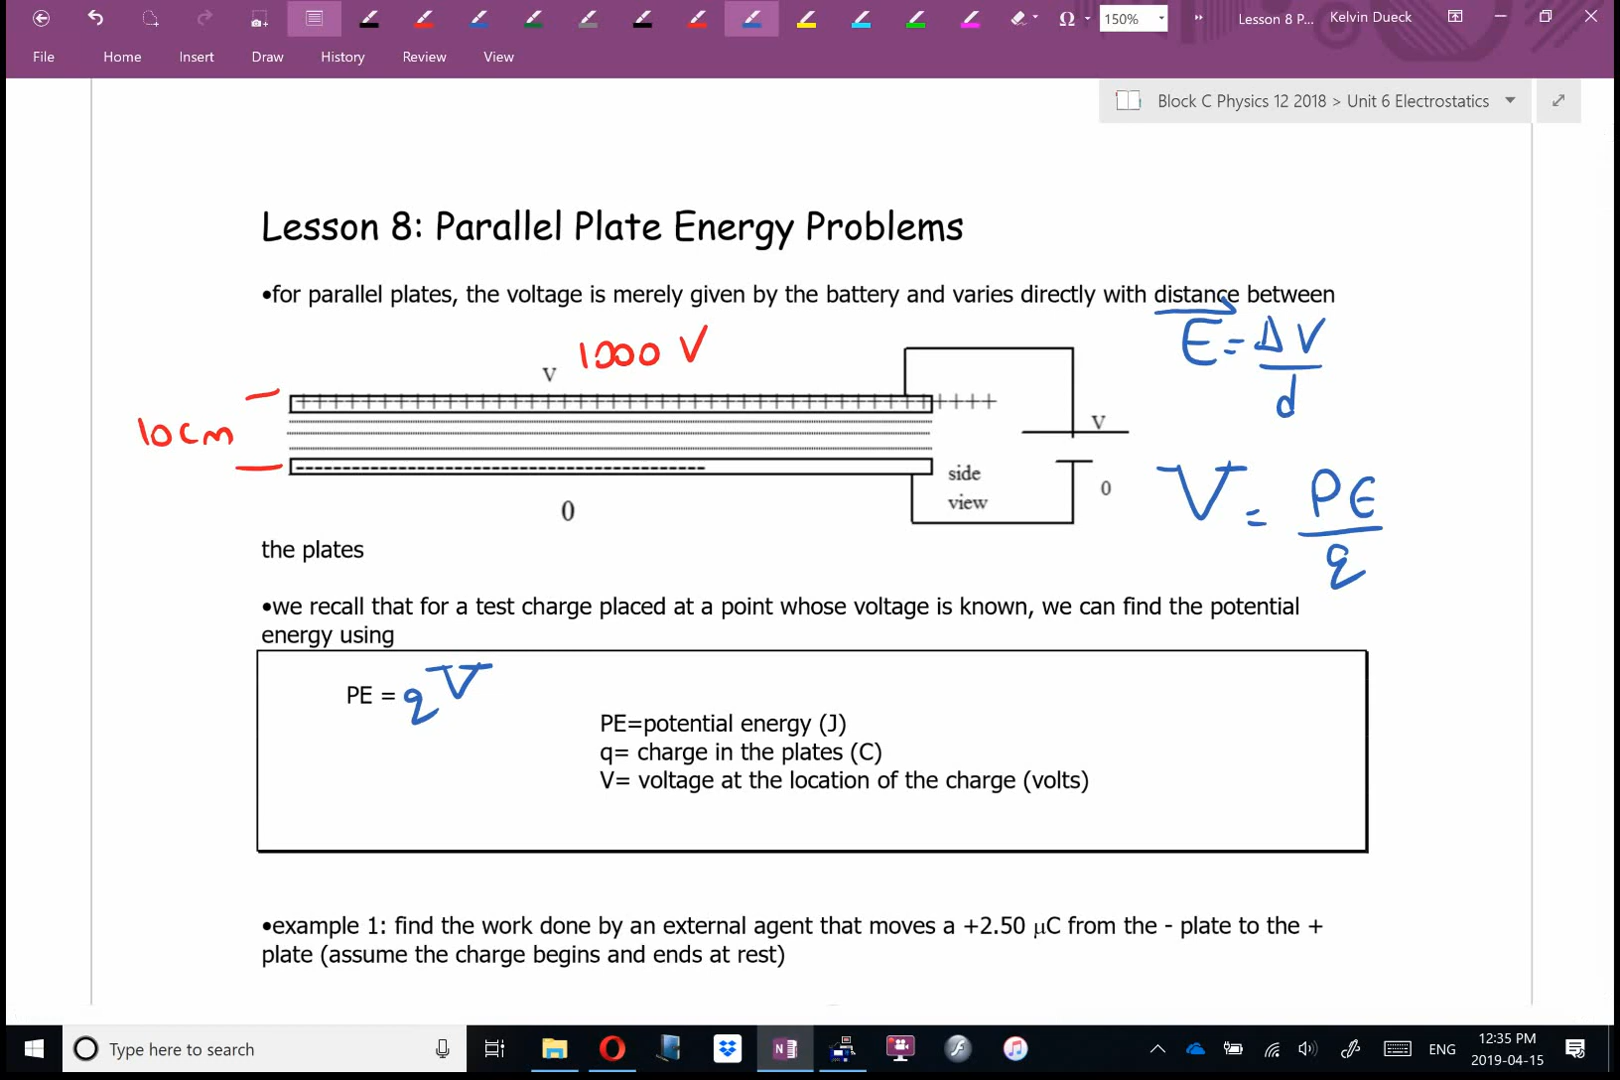 150%
Lesson 8 P...
Kelvin Dueck
File Home Insert Draw History Review View
Block C Physics 12 2018 > Unit 6 Electrostatics
Lesson 8: Parallel Plate Energy Problems
•for parallel plates, the voltage is merely given by the battery and varies directly with distance between
E = ΔV
d
V 1000 V
+++++++++++++++++++++++++++++++++++
10cm
V
side
view
0
0
V = PE
q
the plates
•we recall that for a test charge placed at a point whose voltage is known, we can find the potential
energy using
PE = qV
PE=potential energy (J)
q= charge in the plates (C)
V= voltage at the location of the charge (volts)
•example 1: find the work done by an external agent that moves a +2.50 μC from the - plate to the +
plate (assume the charge begins and ends at rest)
Type here to search
ENG
12:35 PM
2019-04-15